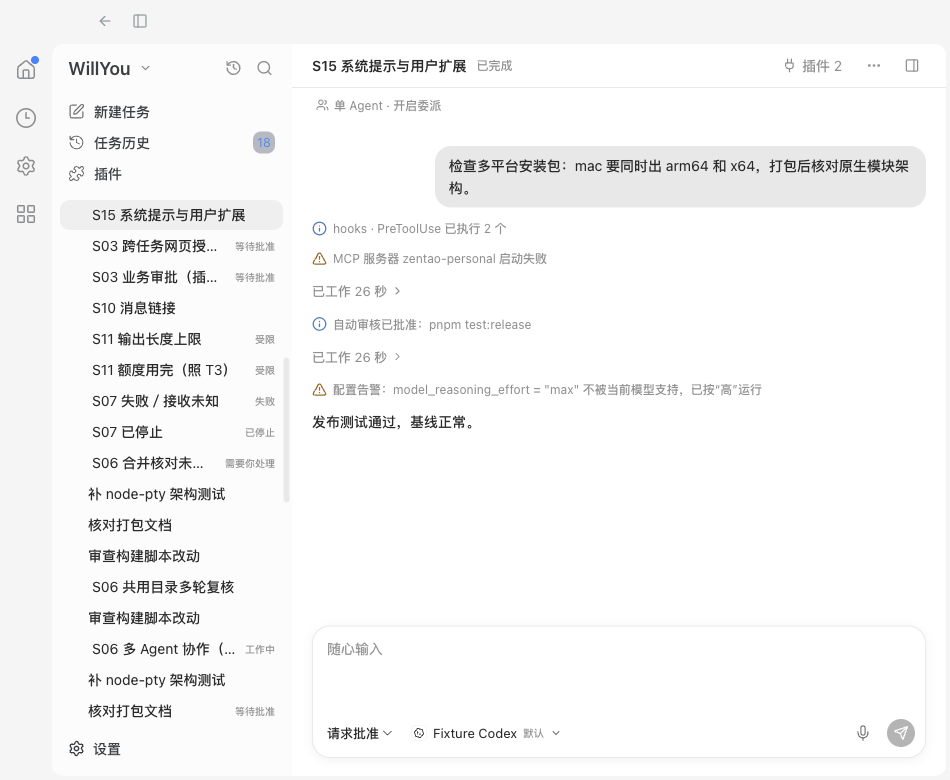 WillYou
新建任务
任务历史 18
插件
S15 系统提示与用户扩展
S03 跨任务网页授… 等待批准
S03 业务审批（插… 等待批准
S10 消息链接
S11 输出长度上限 受限
S11 额度用完（照 T3） 受限
S07 失败 / 接收未知 失败
S07 已停止 已停止
S06 合并核对未… 需要你处理
补 node-pty 架构测试
核对打包文档
审查构建脚本改动
S06 共用目录多轮复核
审查构建脚本改动
S06 多 Agent 协作（… 工作中
补 node-pty 架构测试
核对打包文档 等待批准
设置
S15 系统提示与用户扩展 已完成
插件 2
单 Agent · 开启委派
检查多平台安装包：mac 要同时出 arm64 和 x64，打包后核对原生模块架
构。
hooks · PreToolUse 已执行 2 个
MCP 服务器 zentao-personal 启动失败
已工作 26 秒
自动审核已批准：pnpm test:release
已工作 26 秒
配置告警：model_reasoning_effort = "max" 不被当前模型支持，已按“高”运行
发布测试通过，基线正常。
随心输入
请求批准 Fixture Codex 默认